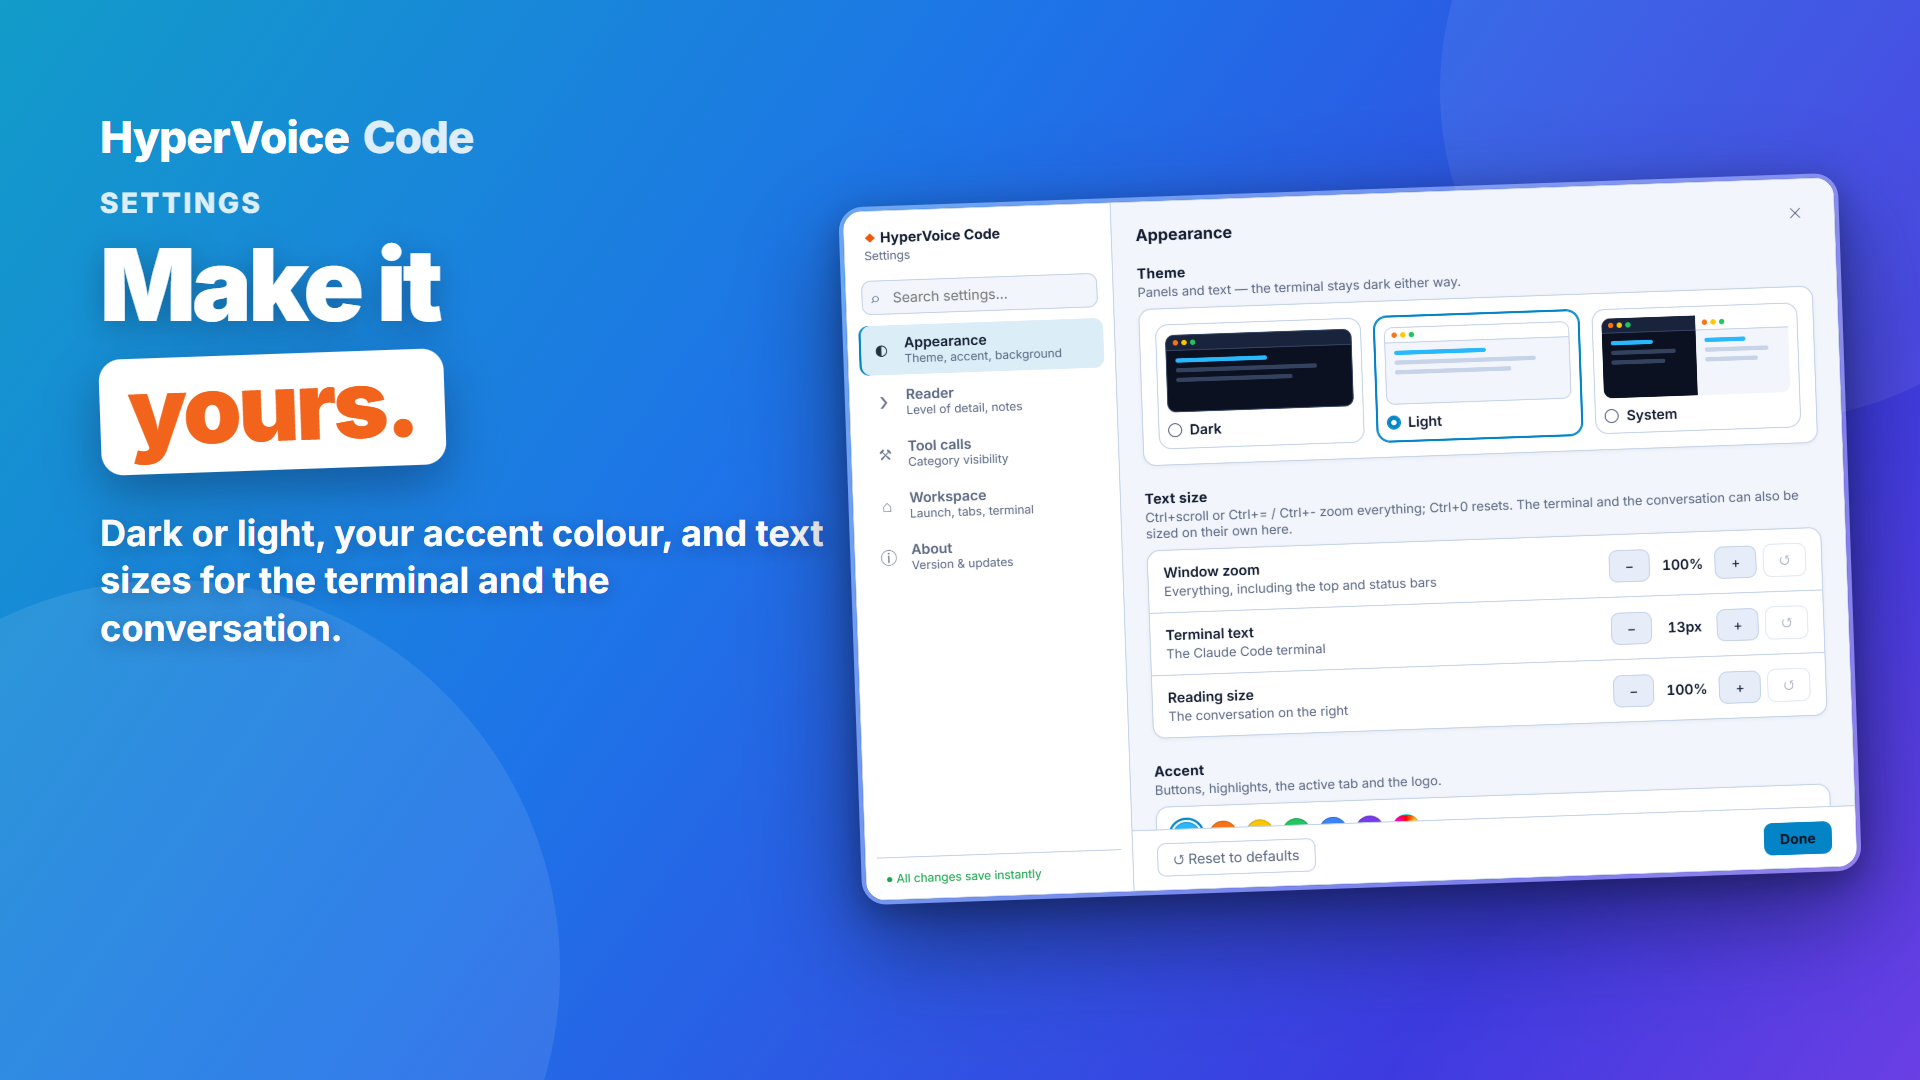 HyperVoice Code
SETTINGS
Make it
yours.
Dark or light, your accent colour, and text
sizes for the terminal and the
conversation.
HyperVoice Code
Settings
Search settings...
Appearance
Theme, accent, background
Reader
Level of detail, notes
Tool calls
Category visibility
Workspace
Launch, tabs, terminal
About
Version & updates
All changes save instantly
Appearance
Theme
Panels and text — the terminal stays dark either way.
Dark
Light
System
Text size
Ctrl+scroll or Ctrl+= / Ctrl+- zoom everything; Ctrl+0 resets. The terminal and the conversation can also be
sized on their own here.
Window zoom
Everything, including the top and status bars
− 100% + ↺
Terminal text
The Claude Code terminal
− 13px + ↺
Reading size
The conversation on the right
− 100% + ↺
Accent
Buttons, highlights, the active tab and the logo.
↺ Reset to defaults
Done